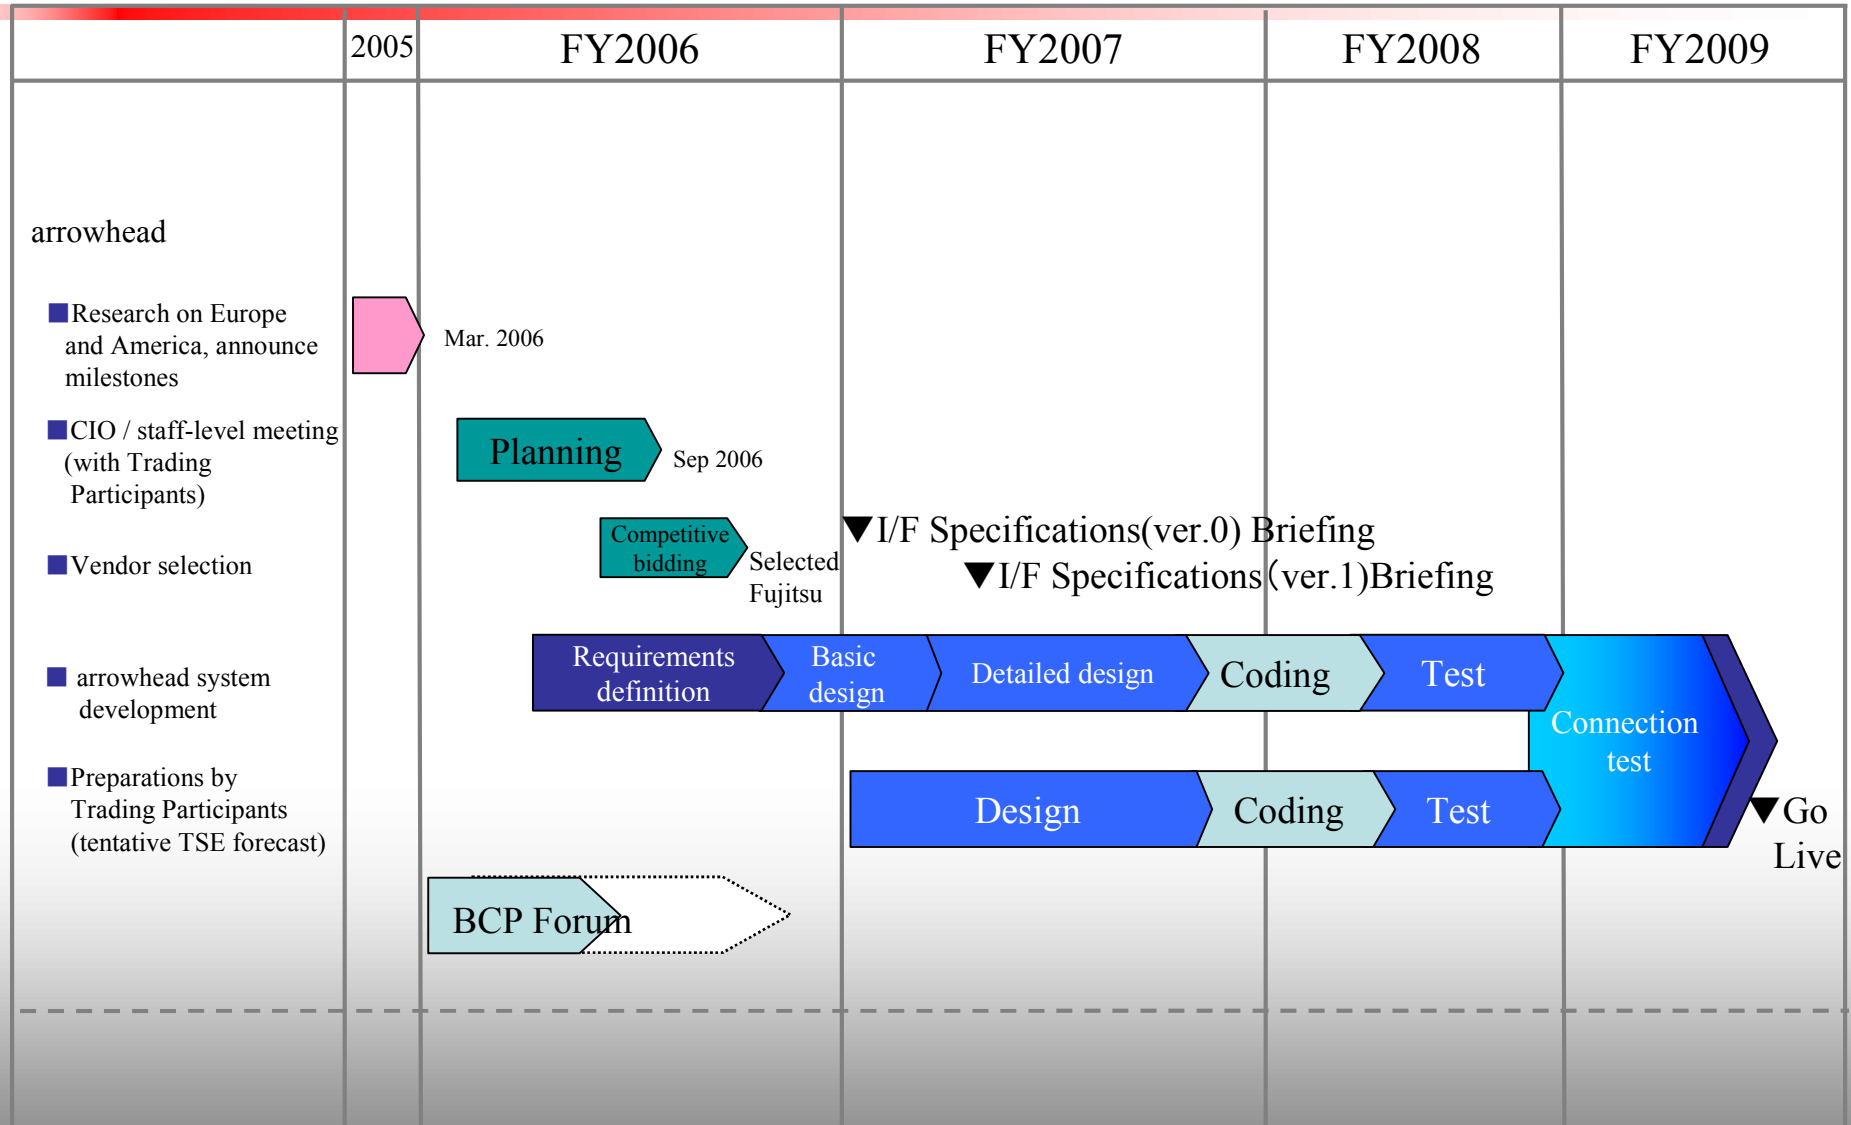 2005
FY2006
FY2007
FY2008
FY2009
arrowhead
■Research on Europe
and America, announce
milestones
Mar. 2006
■CIO / staff-level meeting
(with Trading
Participants)
Planning
Sep 2006
■Vendor selection
Competitive
bidding
Selected
Fujitsu
▼I/F Specifications(ver.0) Briefing
▼I/F Specifications(ver.1)Briefing
■ arrowhead system
development
Requirements
definition
Basic
design
Detailed design
Coding
Test
Connection
test
■Preparations by
Trading Participants
(tentative TSE forecast)
Design
Coding
Test
▼Go
Live
BCP Forum